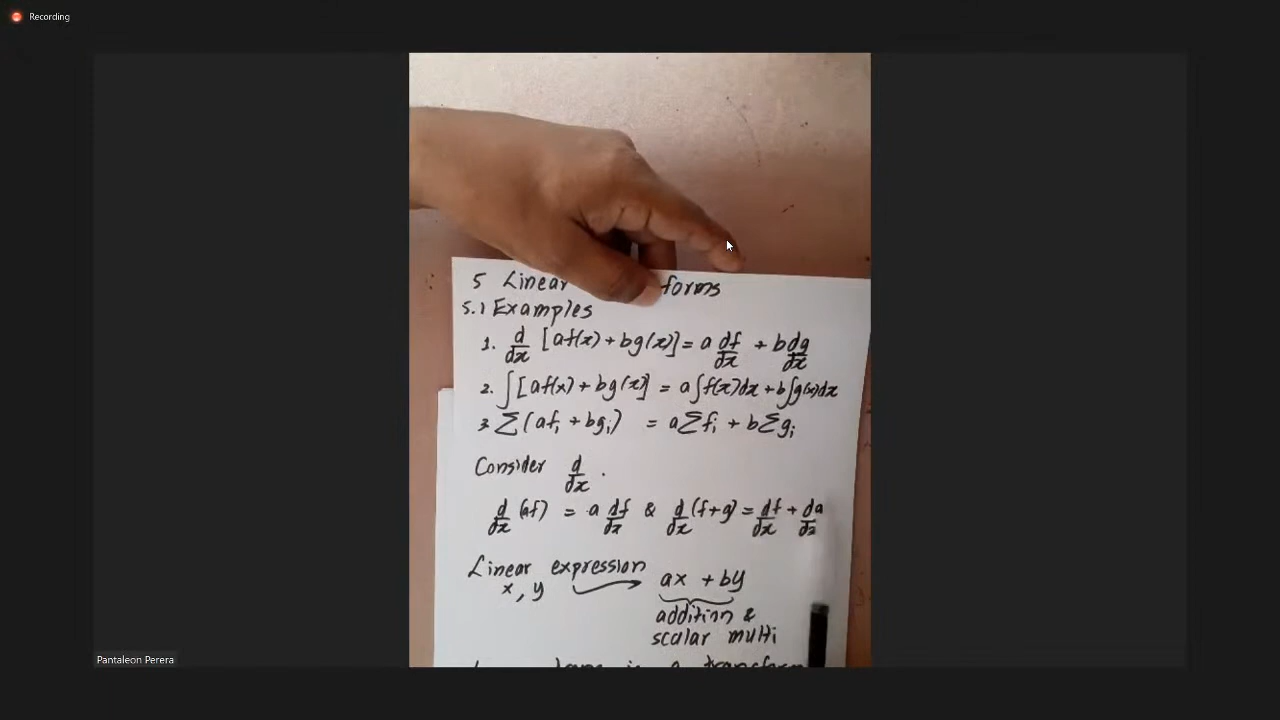 Recording
5 Linear forms
5.1 Examples
1. d/dx [af(x) + bg(x)] = a df/dx + b dg/dx
2. ∫[af(x) + bg(x)] = a∫f(x)dx + b∫g(x)dx
3 Σ(afᵢ + bgᵢ) = aΣfᵢ + bΣgᵢ
Consider d/dx .
d/dx (af) = a df/dx & d/dx (f+g) = df/dx + dg/dx
Linear expression
x, y ax + by
addition &
scalar multi
Pantaleon Perera